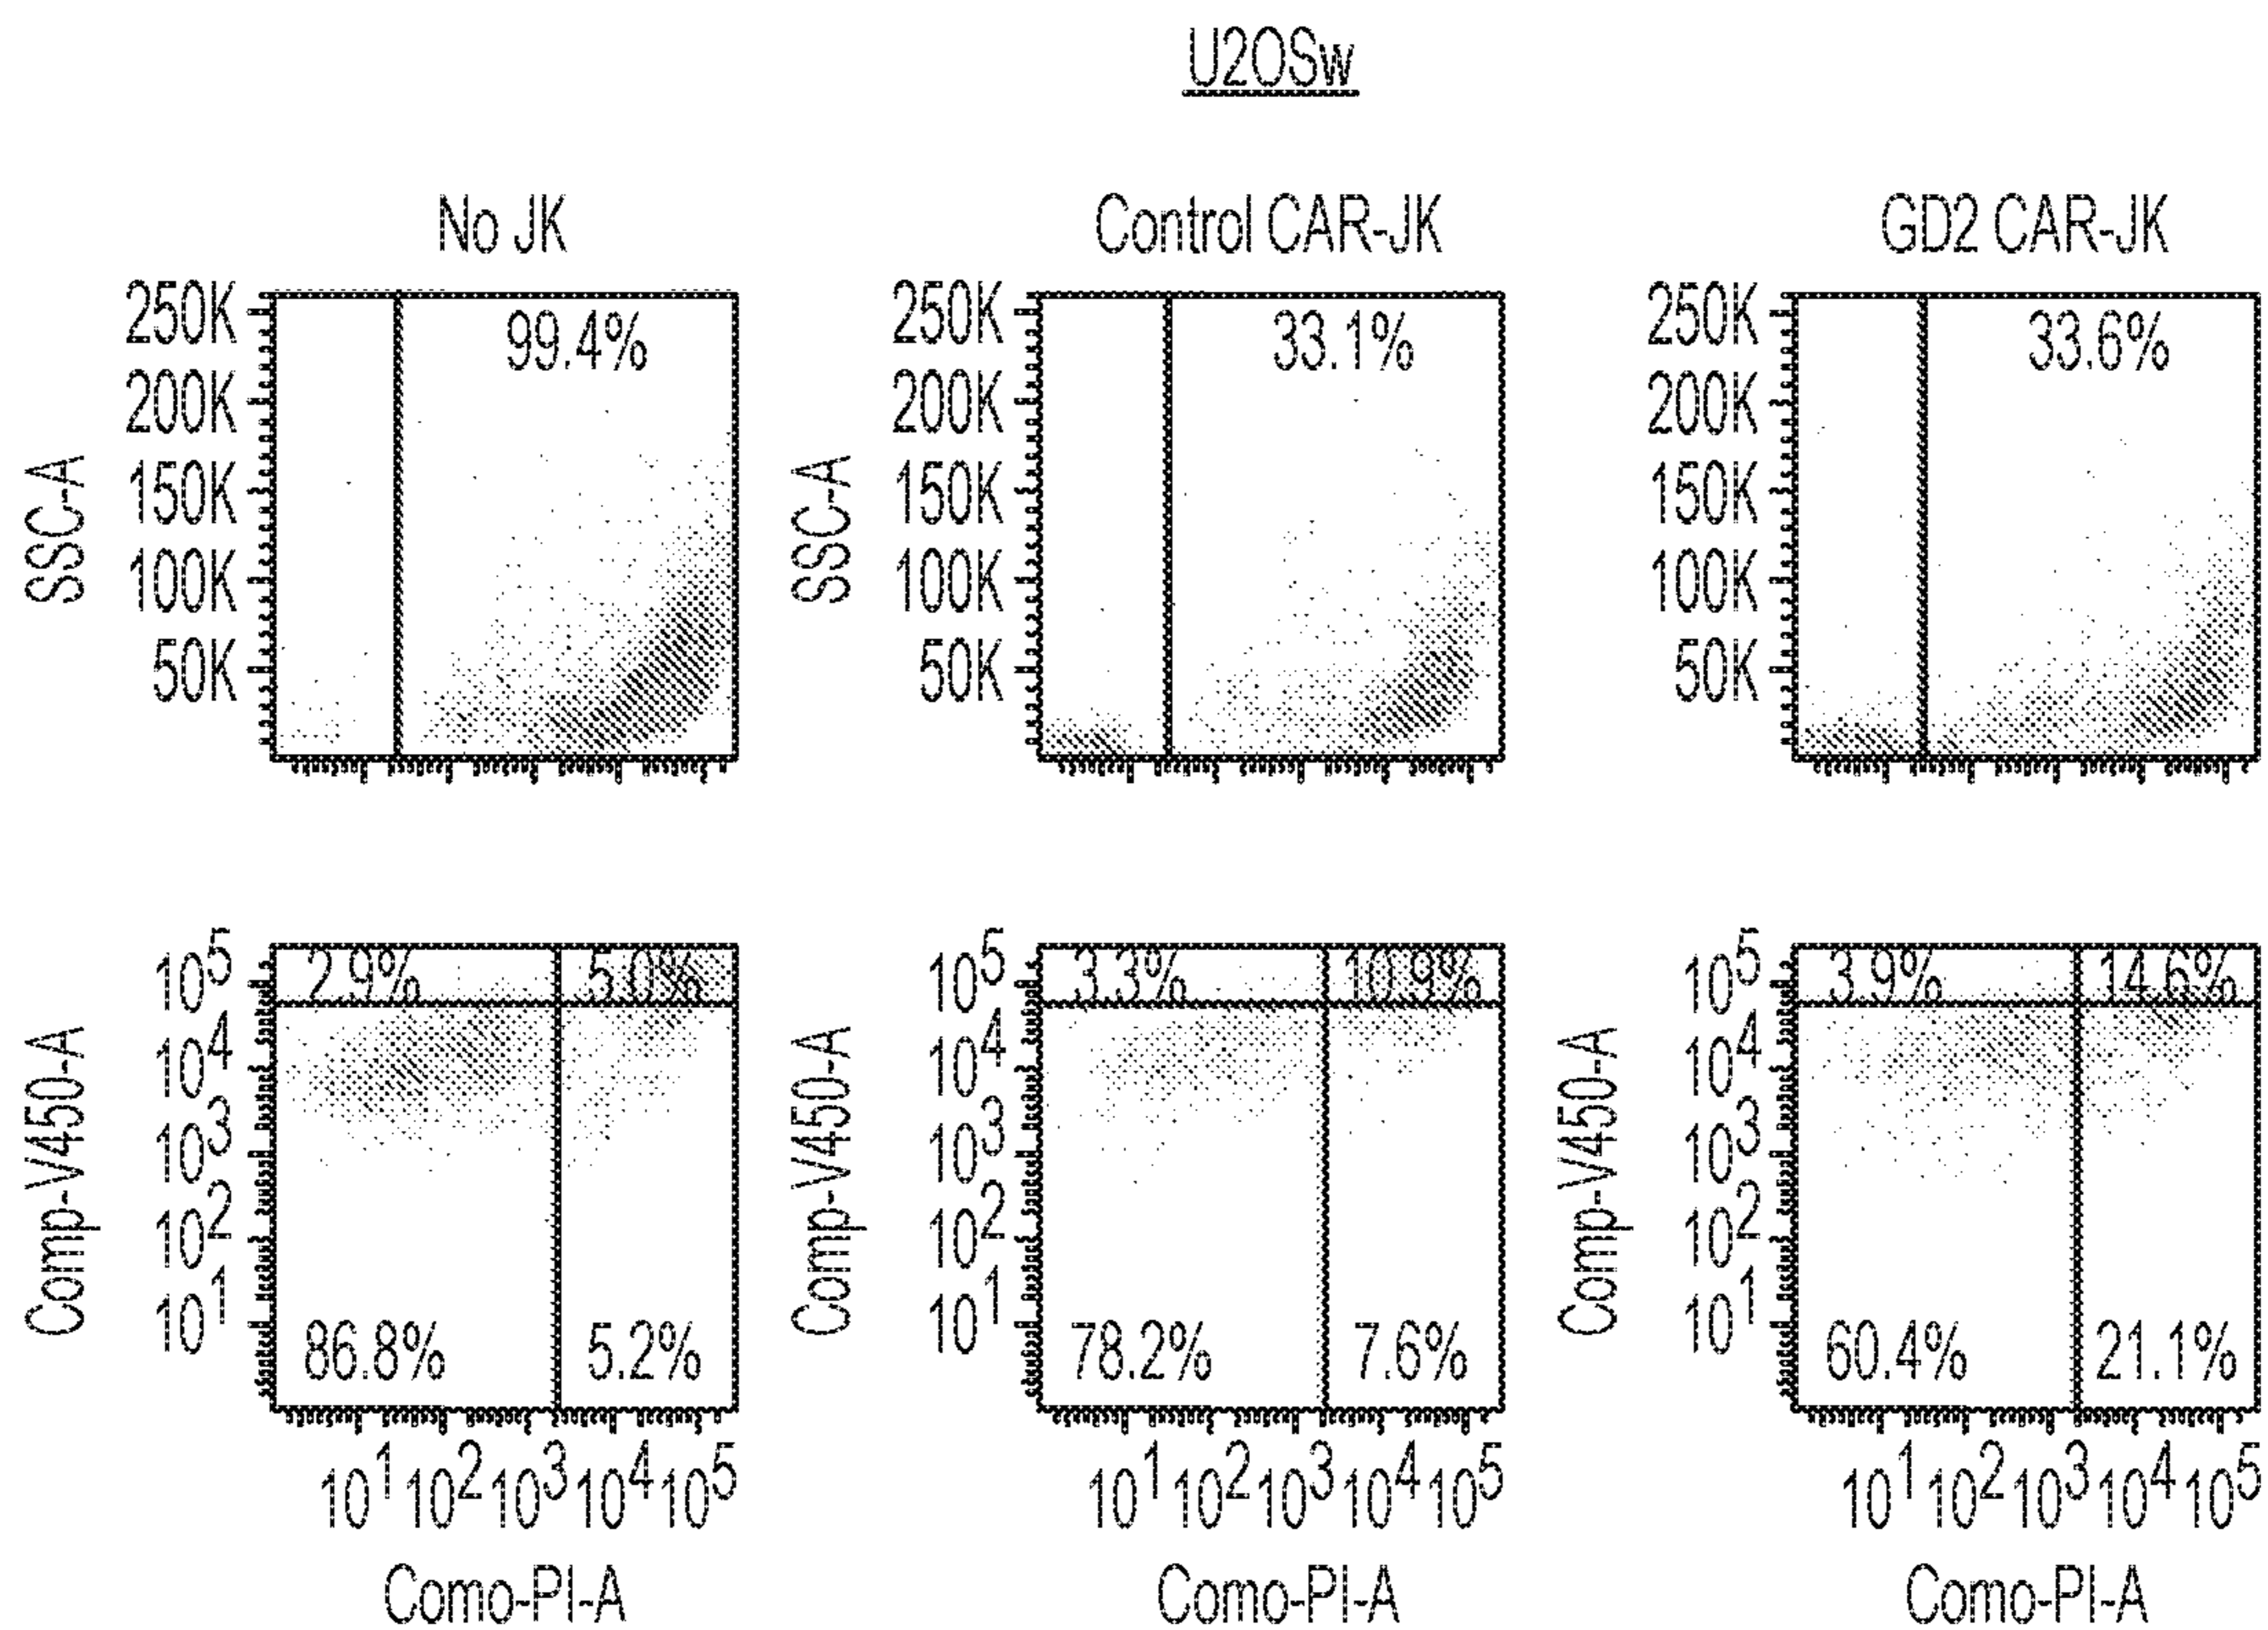 U2OSw
No JK
Control CAR-JK
GD2 CAR-JK
SSC-A
250K
200K
150K
100K
50K
99.4%
SSC-A
250K
200K
150K
100K
50K
33.1%
250K
200K
150K
100K
50K
33.6%
Comp-V450-A
10^5
10^4
10^3
10^2
10^1
2.9%
5.0%
86.8%
5.2%
10^1 10^2 10^3 10^4 10^5
Como-PI-A
Comp-V450-A
10^5
10^4
10^3
10^2
10^1
3.3%
10.9%
78.2%
7.6%
10^1 10^2 10^3 10^4 10^5
Como-PI-A
Comp-V450-A
10^5
10^4
10^3
10^2
10^1
3.9%
14.6%
60.4%
21.1%
10^1 10^2 10^3 10^4 10^5
Como-PI-A